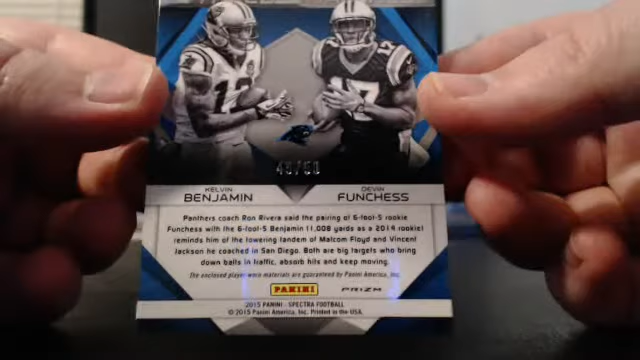 13
17
45/50
KELVIN
BENJAMIN
DEVIN
FUNCHESS
Panthers coach Ron Rivera said the pairing of 6-foot-5 rookie
Funchess with the 6-foot-5 Benjamin (1,008 yards as a 2014 rookie)
reminds him of the towering tandem of Malcom Floyd and Vincent
Jackson he coached in San Diego. Both are big targets who bring
down balls in traffic, absorb hits and keep moving.
The enclosed player-worn materials are guaranteed by Panini America, Inc.
PANINI
PRIZM
2015 PANINI - SPECTRA FOOTBALL
© 2015 Panini America, Inc. Printed in the USA.